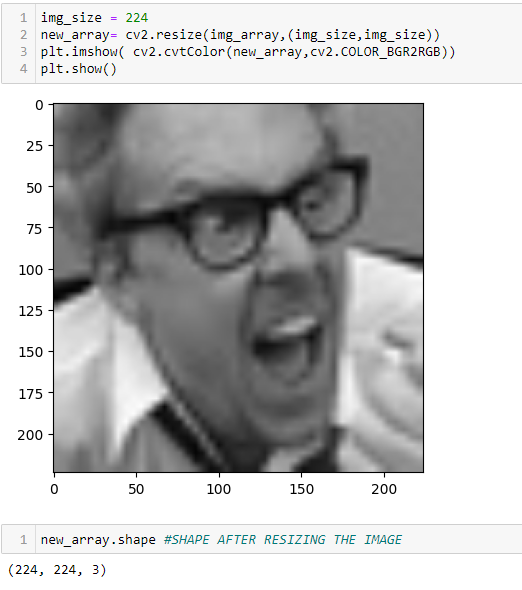 1 img_size = 224
2 new_array= cv2.resize(img_array,(img_size,img_size))
3 plt.imshow( cv2.cvtColor(new_array,cv2.COLOR_BGR2RGB))
4 plt.show()
0
25
50
75
100
125
150
175
200
0 50 100 150 200
1 new_array.shape #SHAPE AFTER RESIZING THE IMAGE
(224, 224, 3)